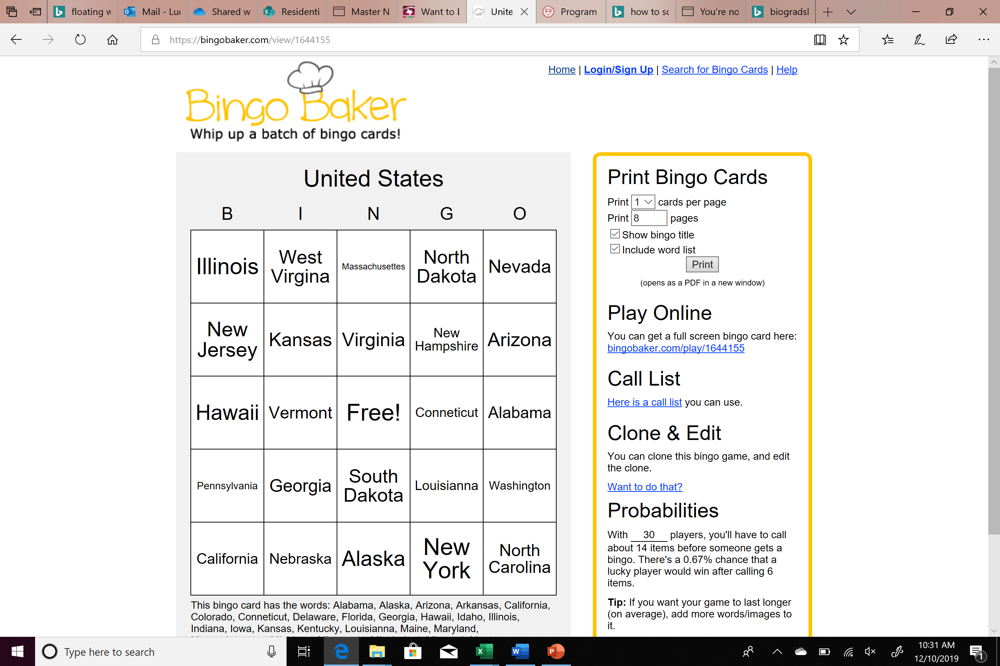 floating w
Mail - Luc
Shared w
Residenti
Master N
Want to b
Unite
Program
how to sc
You're no
biogradsl
https://bingobaker.com/view/1644155
Home | Login/Sign Up | Search for Bingo Cards | Help
Bingo Baker
Whip up a batch of bingo cards!
United States
B I N G O
Illinois
West
Virgina
Massachusettes
North
Dakota
Nevada
New
Jersey
Kansas
Virginia
New
Hampshire
Arizona
Hawaii
Vermont
Free!
Conneticut
Alabama
Pennsylvania
Georgia
South
Dakota
Louisianna
Washington
California
Nebraska
Alaska
New
York
North
Carolina
This bingo card has the words: Alabama, Alaska, Arizona, Arkansas, California,
Colorado, Conneticut, Delaware, Florida, Georgia, Hawaii, Idaho, Illinois,
Indiana, Iowa, Kansas, Kentucky, Louisianna, Maine, Maryland,
Print Bingo Cards
Print 1 cards per page
Print 8 pages
Show bingo title
Include word list
Print
(opens as a PDF in a new window)
Play Online
You can get a full screen bingo card here:
bingobaker.com/play/1644155
Call List
Here is a call list you can use.
Clone & Edit
You can clone this bingo game, and edit
the clone.
Want to do that?
Probabilities
With 30 players, you'll have to call
about 14 items before someone gets a
bingo. There's a 0.67% chance that a
lucky player would win after calling 6
items.
Tip: If you want your game to last longer
(on average), add more words/images to
it.
Type here to search
10:31 AM
12/10/2019
1